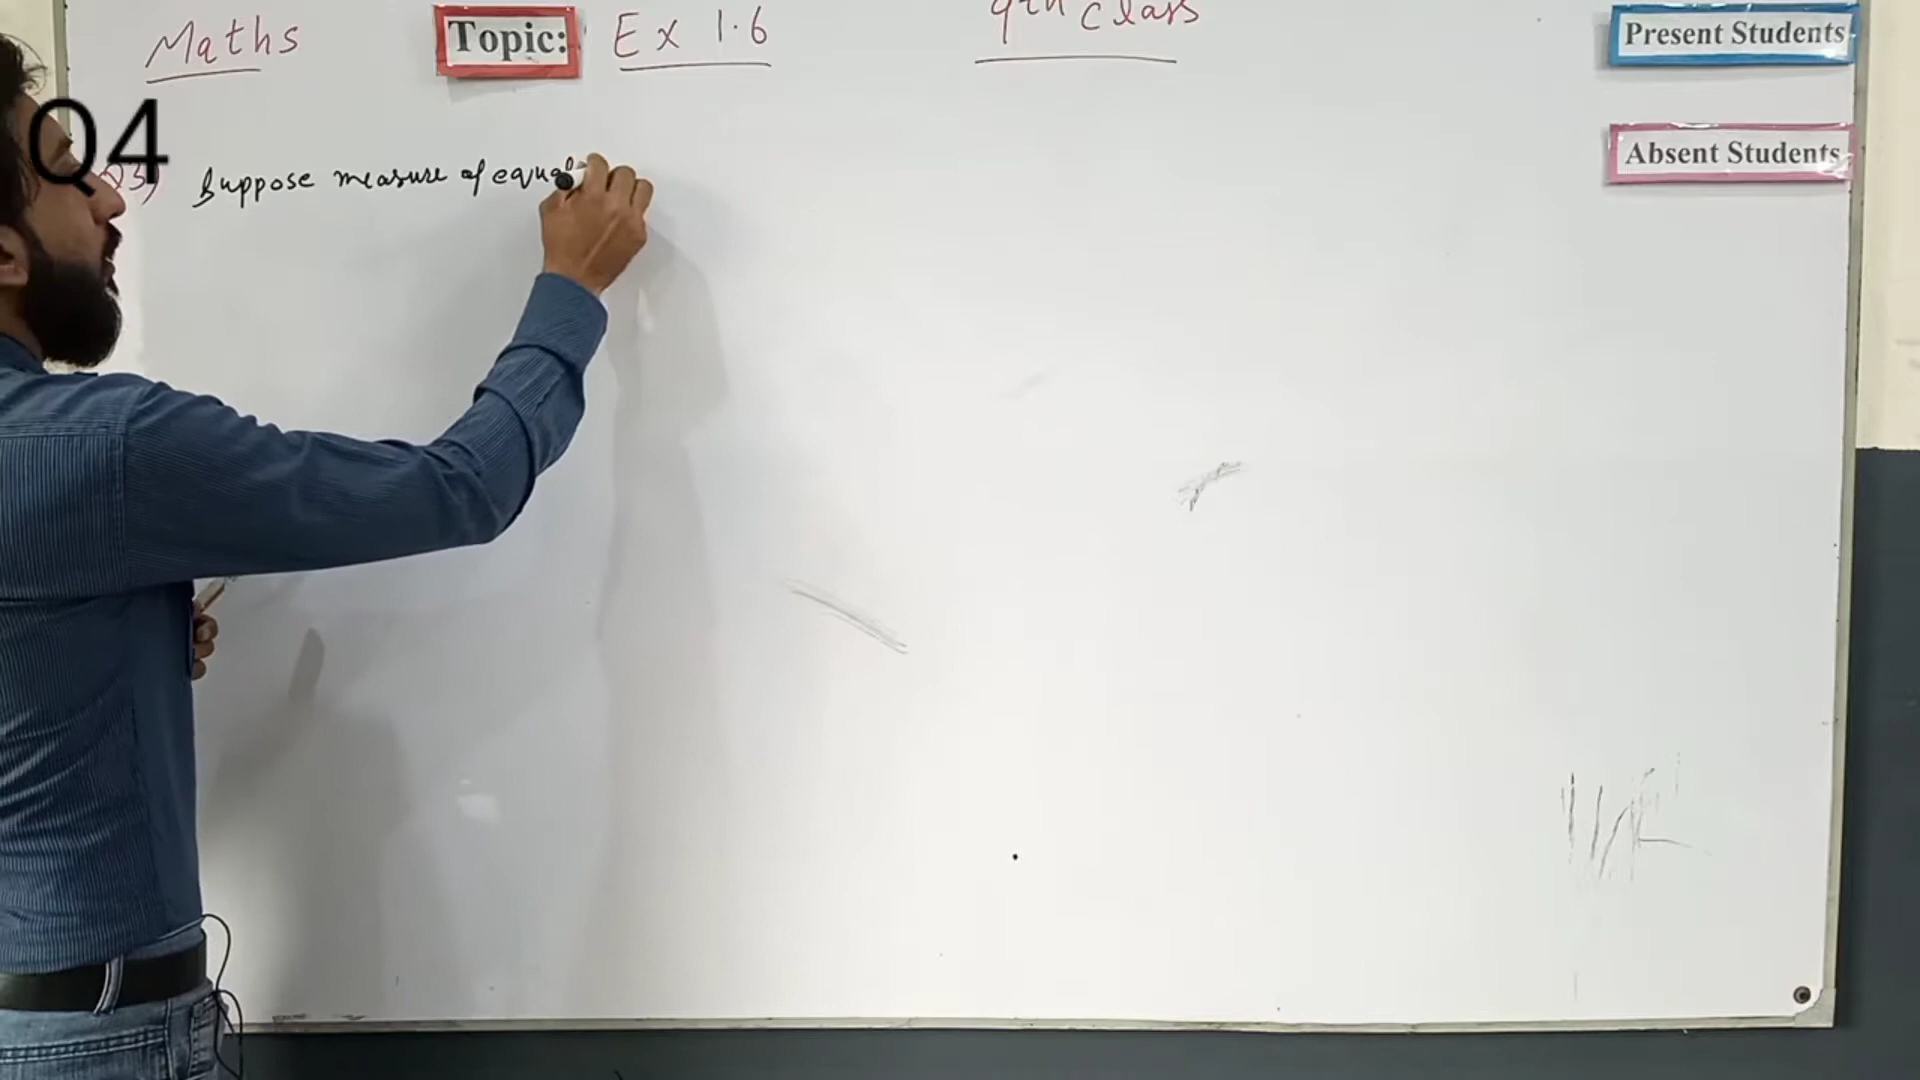 Maths Topic: Ex 1.6 9th class
Present Students
Absent Students
Q4
Q3) Suppose measure of equal